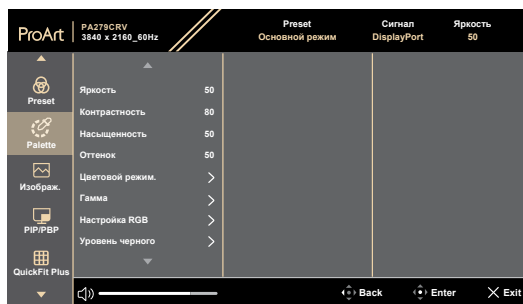 ProArt
PA279CRV
3840 x 2160_60Hz
Preset
Основной режим
Сигнал
DisplayPort
Яркость
50
Preset
Palette
Изображ.
PIP/PBP
QuickFit Plus
Яркость 50
Контрастность 80
Насыщенность 50
Оттенок 50
Цветовой режим.
Гамма
Настройка RGB
Уровень черного
Back
Enter
Exit